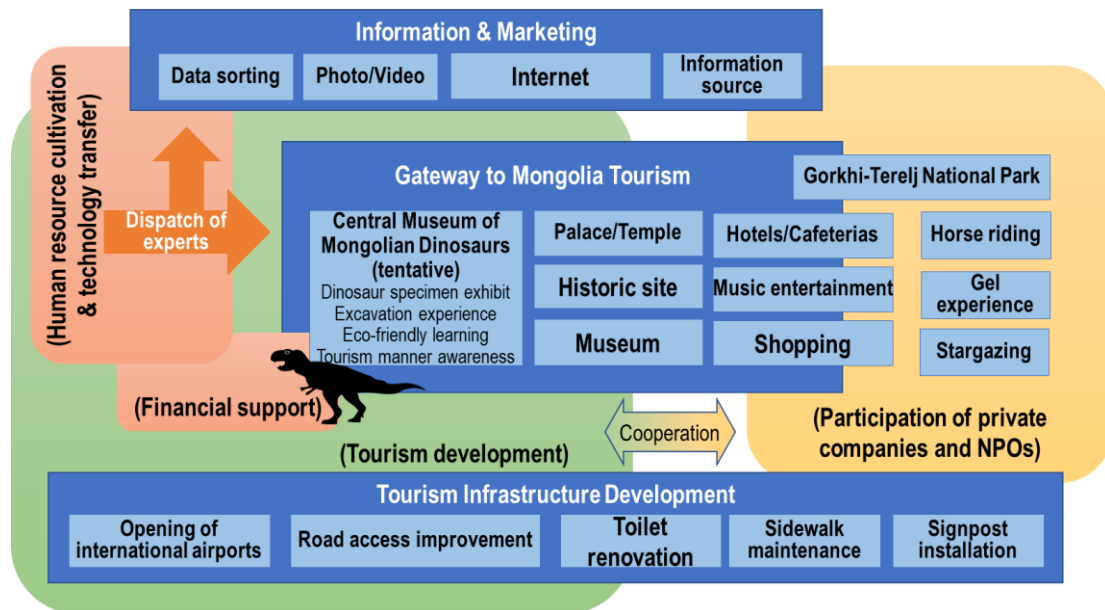 Information & Marketing
Data sorting
Photo/Video
Internet
Information
source
(Human resource cultivation
& technology transfer)
Dispatch of
experts
Gateway to Mongolia Tourism
Central Museum of
Mongolian Dinosaurs
(tentative)
Dinosaur specimen exhibit
Excavation experience
Eco-friendly learning
Tourism manner awareness
Palace/Temple
Historic site
Museum
Hotels/Cafeterias
Music entertainment
Shopping
Gorkhi-Terelj National Park
Horse riding
Gel
experience
Stargazing
(Financial support)
(Tourism development)
Cooperation
(Participation of private
companies and NPOs)
Tourism Infrastructure Development
Opening of
international airports
Road access improvement
Toilet
renovation
Sidewalk
maintenance
Signpost
installation